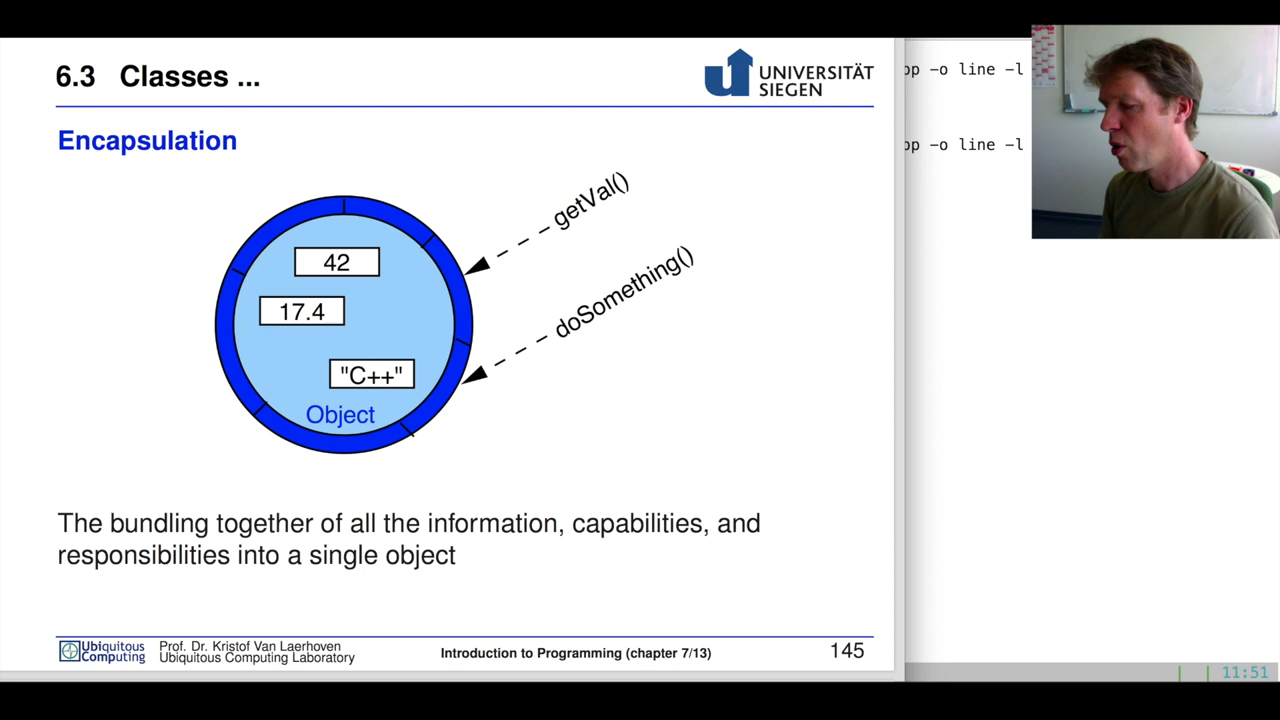 6.3 Classes ...
UNIVERSITÄT
SIEGEN
Encapsulation
getVal()
doSomething()
42
17.4
"C++"
Object
The bundling together of all the information, capabilities, and
responsibilities into a single object
Ubiquitous
Computing
Prof. Dr. Kristof Van Laerhoven
Ubiquitous Computing Laboratory
Introduction to Programming (chapter 7/13)
145
pp -o line -l
pp -o line -l
11:51